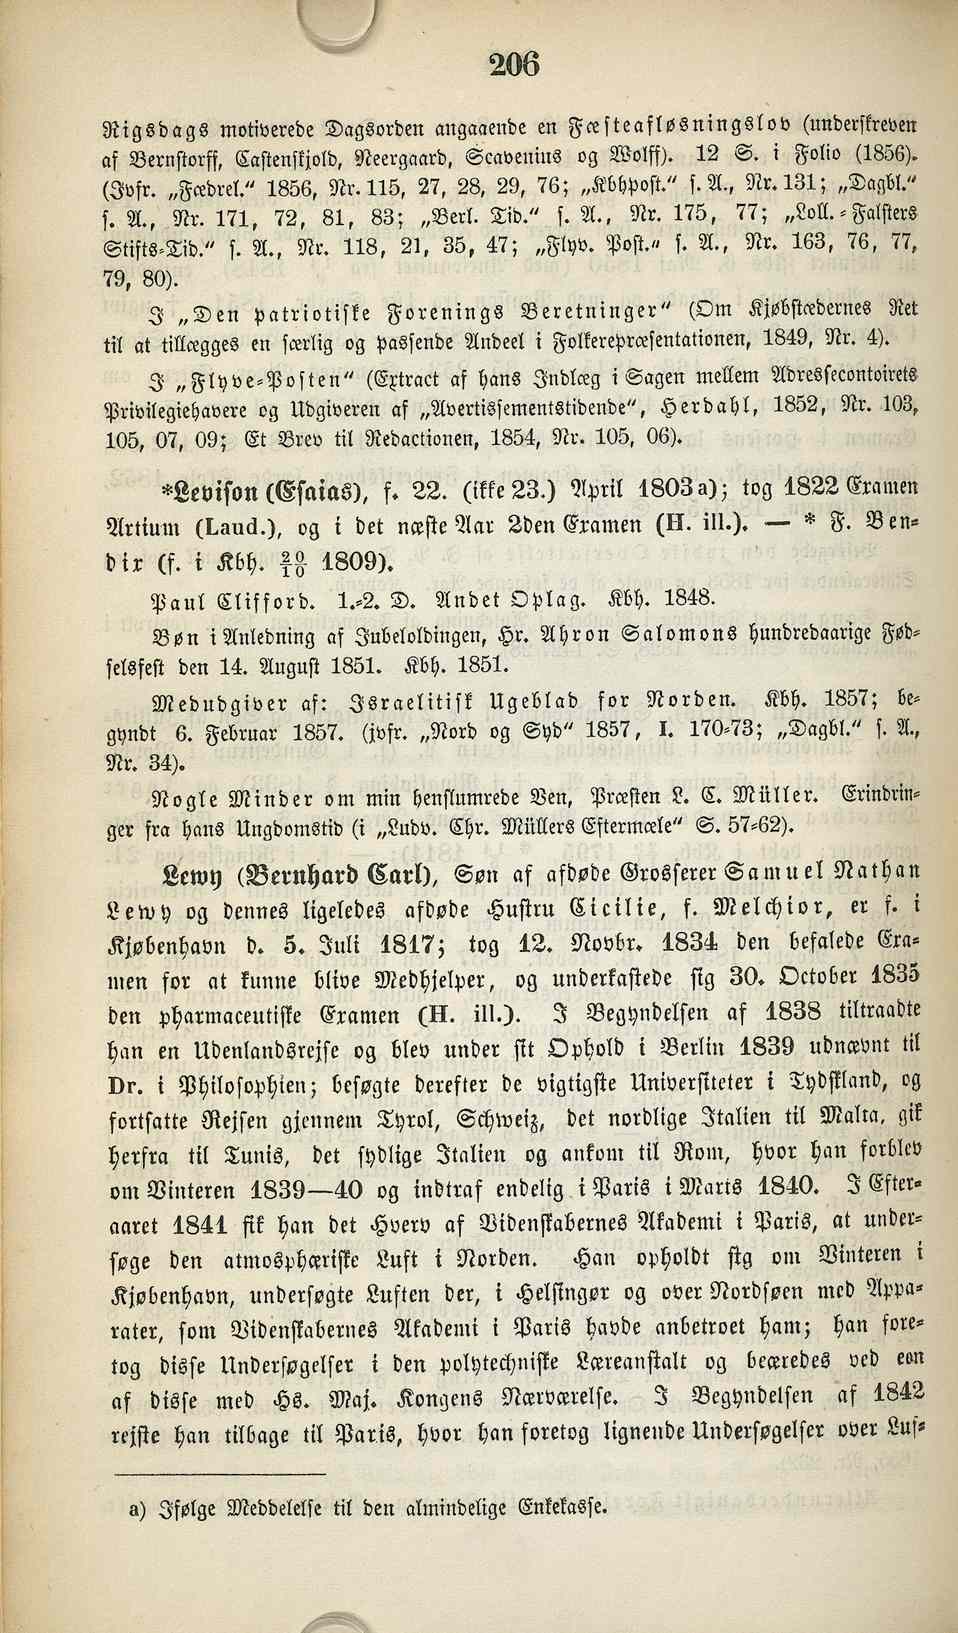 206
Rigsdags motiverede Dagsorden angaaende en Fæsteafløsningslov (underskreven
af Bernstorff, Castenskjold, Neergaard, Scavenius og Wolff). 12 S. i Folio (1856).
(Jvfr. „Fædrel." 1856, Nr. 115, 27, 28, 29, 76; „Kbhpost." s. A., Nr. 131; „Dagbl."
s. A., Nr. 171, 72, 81, 83; „Berl. Tid." s. A., Nr. 175, 77; „Loll.-Falsters
Stifts-Tid." s. A., Nr. 118, 21, 35, 47; „Flyv. Post." s. A., Nr. 163, 76, 77,
79, 80).
I „Den patriotiske Forenings Beretninger" (Om Kjøbstædernes Ret
til at tillægges en særlig og passende Andeel i Folkerepræsentationen, 1849, Nr. 4).
I „Flyve-Posten" (Extract af hans Indlæg i Sagen mellem Adressecontoirets
Privilegiehavere og Udgiveren af „Avertissementstidende", Herdahl, 1852, Nr. 103,
105, 07, 09; Et Brev til Redactionen, 1854, Nr. 105, 06).
*Levison (Esaias), f. 22. (ikke 23.) April 1803 a); tog 1822 Examen
Artium (Laud.), og i det næste Aar 2den Examen (H. ill.). — * F. Ben-
dix (f. i Kbh. 20/10 1809).
Paul Clifford. 1.-2. D. Andet Oplag. Kbh. 1848.
Bøn i Anledning af Jubeloldingen, Hr. Ahron Salomons hundredaarige Fød-
selsfest den 14. August 1851. Kbh. 1851.
Medudgiver af: Israelitisk Ugeblad for Norden. Kbh. 1857; be-
gyndt 6. Februar 1857. (jvfr. „Nord og Syd" 1857, I. 170-73; „Dagbl." s. A.,
Nr. 34).
Nogle Minder om min henslumrede Ven, Præsten L. C. Müller. Erindrin-
ger fra hans Ungdomstid (i „Ludv. Chr. Müllers Eftermæle" S. 57-62).
Lewy (Bernhard Carl), Søn af afdøde Grosserer Samuel Nathan
Lewy og dennes ligeledes afdøde Hustru Cicilie, f. Melchior, er f. i
Kjøbenhavn d. 5. Juli 1817; tog 12. Novbr. 1834 den befalede Exa-
men for at kunne blive Medhjelper, og underkastede sig 30. October 1835
den pharmaceutiske Examen (H. ill.). I Begyndelsen af 1838 tiltraadte
han en Udenlandsrejse og blev under sit Ophold i Berlin 1839 udnævnt til
Dr. i Philosophien; besøgte derefter de vigtigste Universiteter i Tydskland, og
fortsatte Rejsen gjennem Tyrol, Schweiz, det nordlige Italien til Malta, gik
herfra til Tunis, det sydlige Italien og ankom til Rom, hvor han forblev
om Vinteren 1839—40 og indtraf endelig i Paris i Marts 1840. I Efter-
aaret 1841 fik han det Hverv af Videnskabernes Akademi i Paris, at under-
søge den atmosphæriske Luft i Norden. Han opholdt sig om Vinteren i
Kjøbenhavn, undersøgte Luften der, i Helsingør og over Nordsøen med Appa-
rater, som Videnskabernes Akademi i Paris havde anbetroet ham; han fore-
tog disse Undersøgelser i den polytechniske Læreanstalt og beæredes ved een
af disse med Hs. Maj. Kongens Nærværelse. I Begyndelsen af 1842
rejste han tilbage til Paris, hvor han foretog lignende Undersøgelser over Luf-
a) Ifølge Meddelelse til den almindelige Enkekasse.